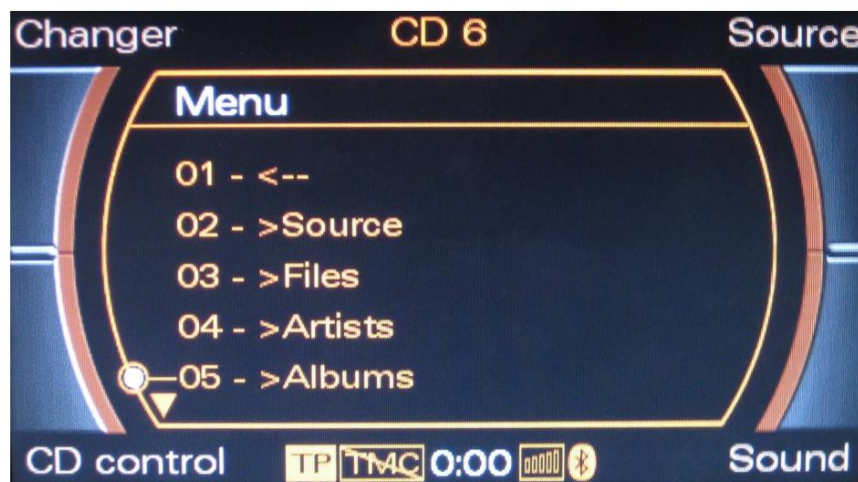 Changer CD 6 Source
Menu
01 - <--
02 - >Source
03 - >Files
04 - >Artists
05 - >Albums
CD control TP TMC 0:00 Sound